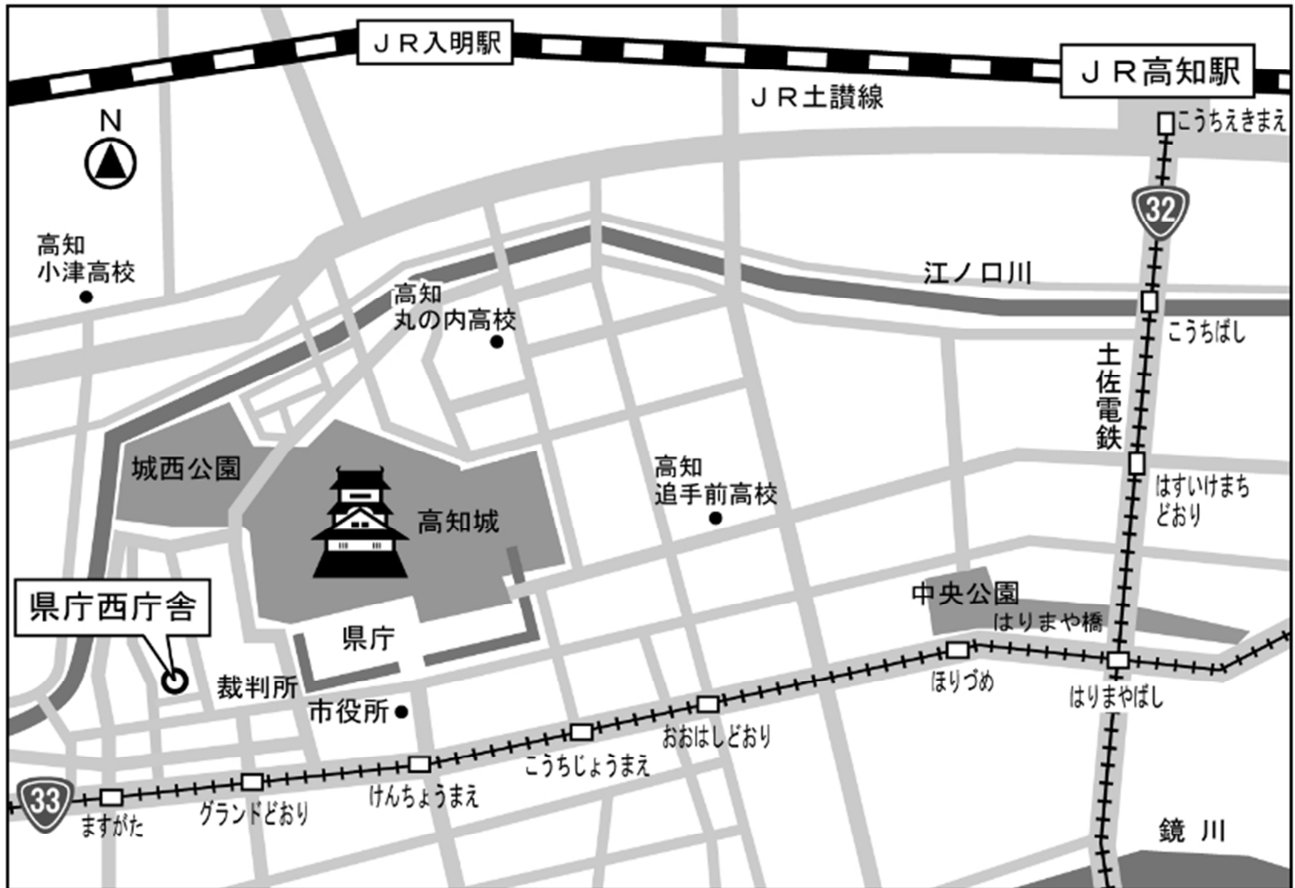 ＪＲ入明駅
ＪＲ高知駅
ＪＲ土讃線
こうちえきまえ
N
32
高知
小津高校
江ノ口川
高知
丸の内高校
こうちばし
土佐電鉄
城西公園
高知城
高知
追手前高校
はすいけまち
どおり
県庁西庁舎
中央公園
はりまや橋
県庁
裁判所
市役所
ほりづめ
はりまやばし
おおはしどおり
こうちじょうまえ
けんちょうまえ
グランドどおり
ますがた
33
鏡川